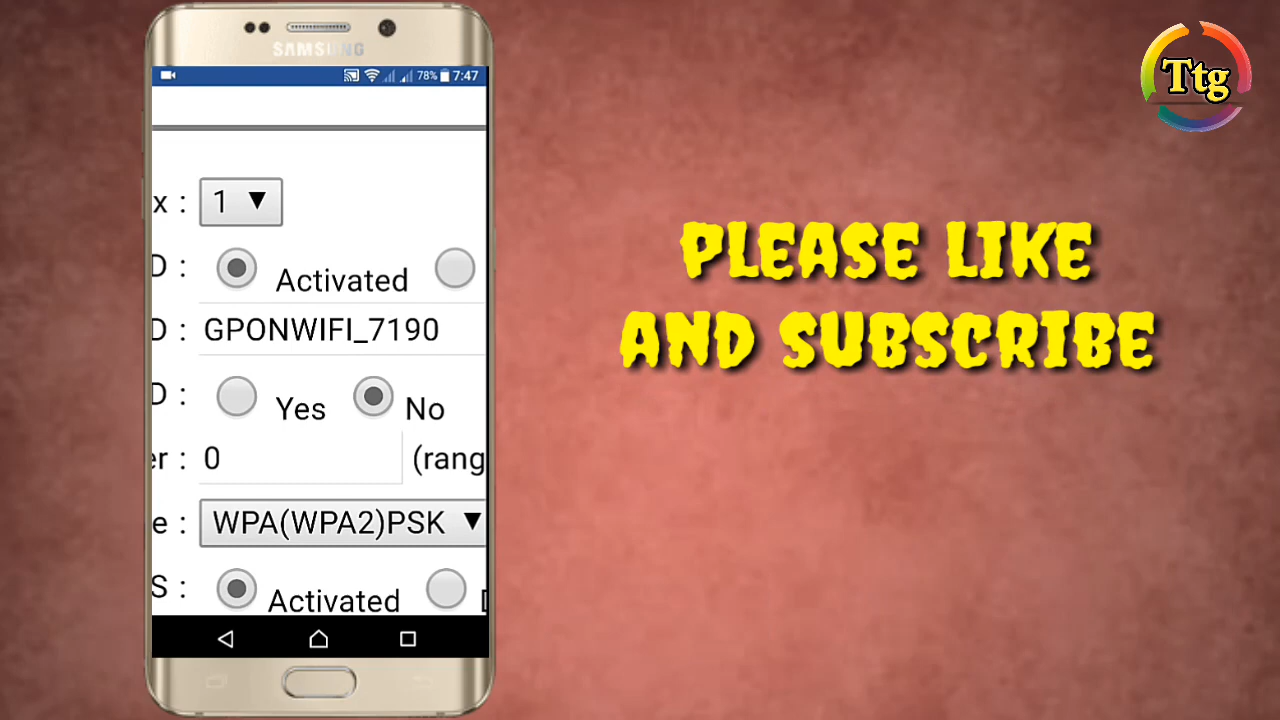 SAMSUNG
78% 7:47
x : 1
D : Activated
D : GPONWIFI_7190
D : Yes No
er : 0 (rang
e : WPA(WPA2)PSK
S : Activated
Ttg
PLEASE LIKE
AND SUBSCRIBE